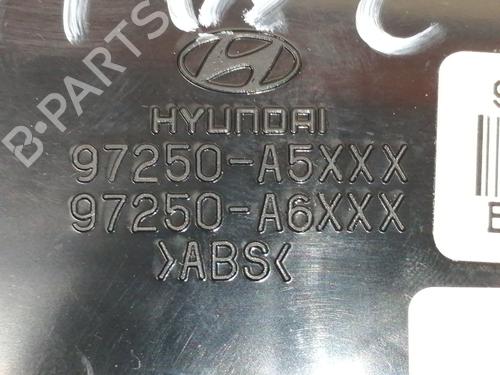 HYUNDAI
97250-A5XXX
97250-A6XXX
>ABS<
B-PARTS